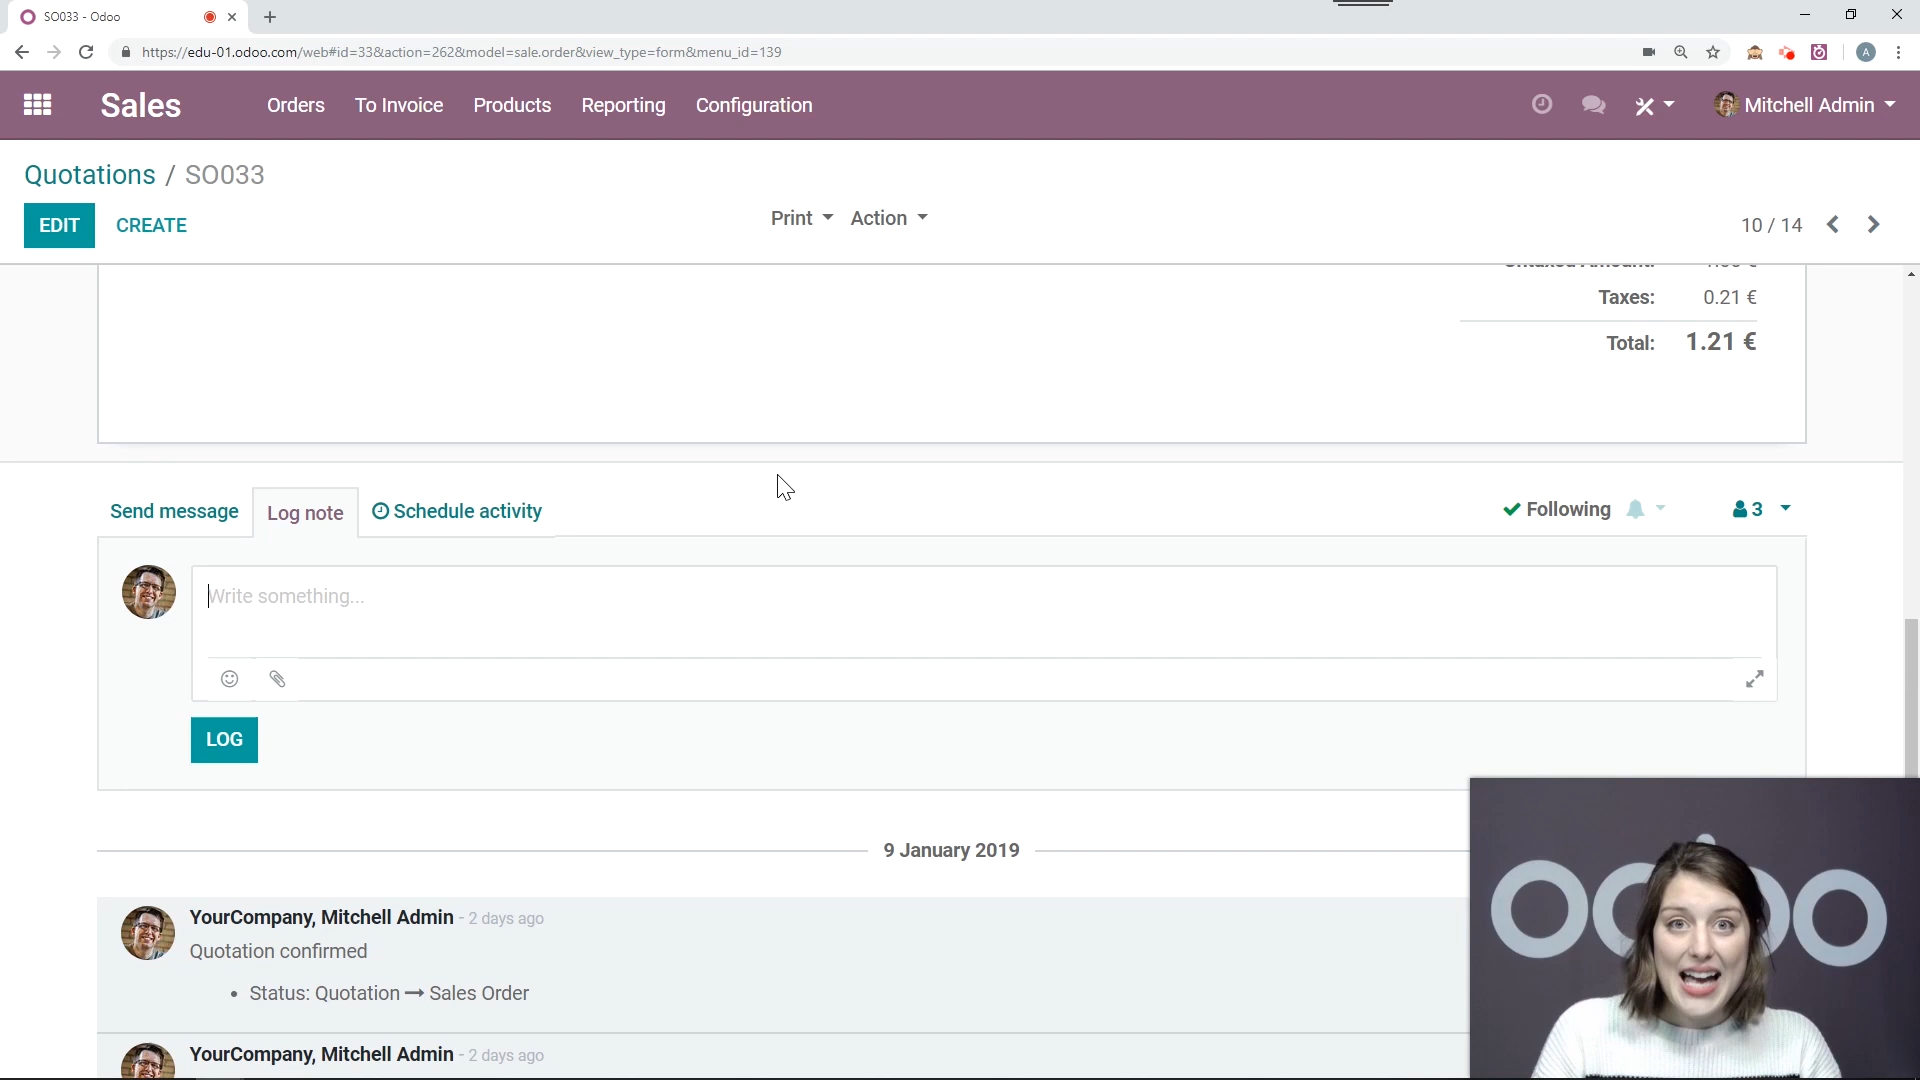 SO033 - Odoo
https://edu-01.odoo.com/web#id=33&action=262&model=sale.order&view_type=form&menu_id=139
A
Sales Orders To Invoice Products Reporting Configuration Mitchell Admin
Quotations / SO033
EDIT CREATE Print Action 10 / 14
Taxes: 0.21 €
Total: 1.21 €
Send message Log note Schedule activity Following 3
Write something...
LOG
9 January 2019
YourCompany, Mitchell Admin - 2 days ago
Quotation confirmed
• Status: Quotation → Sales Order
YourCompany, Mitchell Admin - 2 days ago
odoo